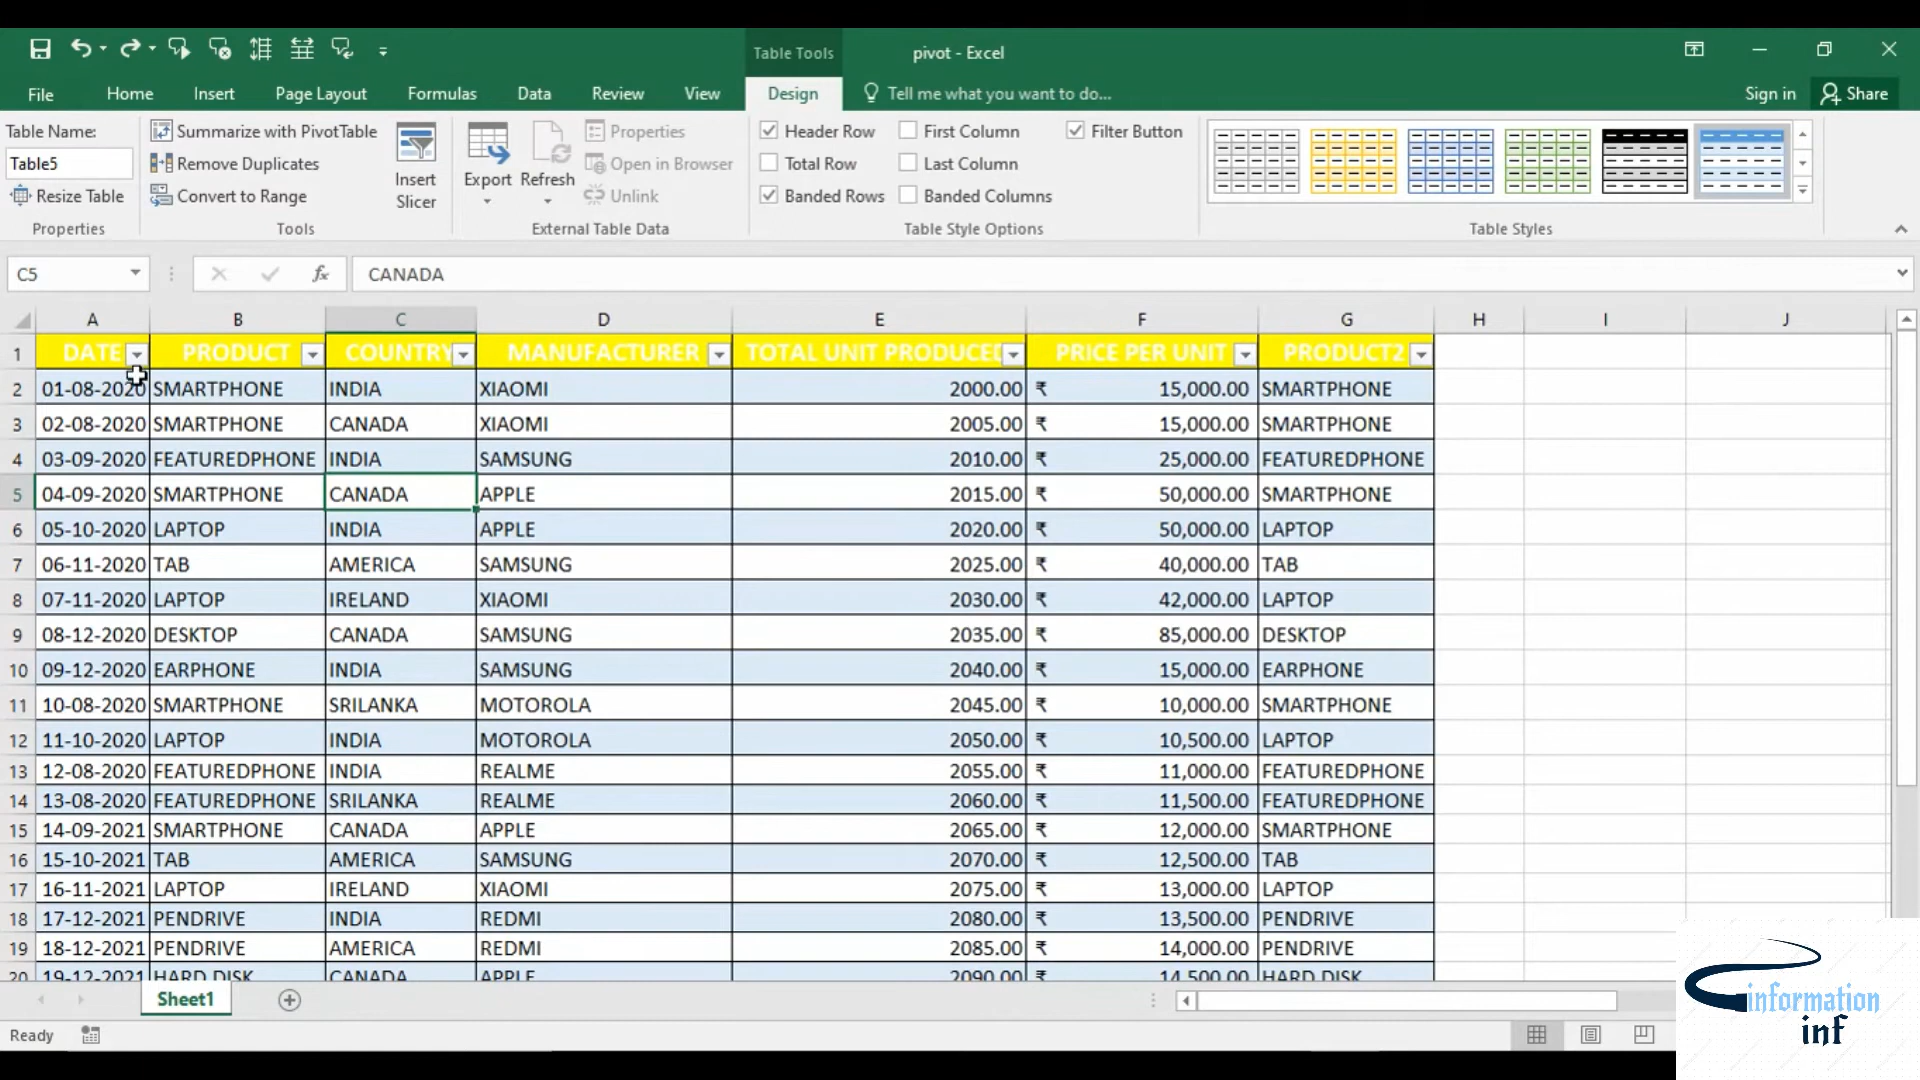 Table Tools
pivot - Excel
File Home Insert Page Layout Formulas Data Review View Design Tell me what you want to do... Sign in Share
Table Name:
Table5
Resize Table
Properties
Summarize with PivotTable
Remove Duplicates
Convert to Range
Tools
Insert
Slicer
Export
Refresh
Properties
Open in Browser
Unlink
External Table Data
Header Row First Column Filter Button
Total Row Last Column
Banded Rows Banded Columns
Table Style Options
Table Styles
C5 fx CANADA
A B C D E F G H I J
1 DATE PRODUCT COUNTRY MANUFACTURER TOTAL UNIT PRODUCED PRICE PER UNIT PRODUCT2
2 01-08-2020 SMARTPHONE INDIA XIAOMI 2000.00 ₹ 15,000.00 SMARTPHONE
3 02-08-2020 SMARTPHONE CANADA XIAOMI 2005.00 ₹ 15,000.00 SMARTPHONE
4 03-09-2020 FEATUREDPHONE INDIA SAMSUNG 2010.00 ₹ 25,000.00 FEATUREDPHONE
5 04-09-2020 SMARTPHONE CANADA APPLE 2015.00 ₹ 50,000.00 SMARTPHONE
6 05-10-2020 LAPTOP INDIA APPLE 2020.00 ₹ 50,000.00 LAPTOP
7 06-11-2020 TAB AMERICA SAMSUNG 2025.00 ₹ 40,000.00 TAB
8 07-11-2020 LAPTOP IRELAND XIAOMI 2030.00 ₹ 42,000.00 LAPTOP
9 08-12-2020 DESKTOP CANADA SAMSUNG 2035.00 ₹ 85,000.00 DESKTOP
10 09-12-2020 EARPHONE INDIA SAMSUNG 2040.00 ₹ 15,000.00 EARPHONE
11 10-08-2020 SMARTPHONE SRILANKA MOTOROLA 2045.00 ₹ 10,000.00 SMARTPHONE
12 11-10-2020 LAPTOP INDIA MOTOROLA 2050.00 ₹ 10,500.00 LAPTOP
13 12-08-2020 FEATUREDPHONE INDIA REALME 2055.00 ₹ 11,000.00 FEATUREDPHONE
14 13-08-2020 FEATUREDPHONE SRILANKA REALME 2060.00 ₹ 11,500.00 FEATUREDPHONE
15 14-09-2021 SMARTPHONE CANADA APPLE 2065.00 ₹ 12,000.00 SMARTPHONE
16 15-10-2021 TAB AMERICA SAMSUNG 2070.00 ₹ 12,500.00 TAB
17 16-11-2021 LAPTOP IRELAND XIAOMI 2075.00 ₹ 13,000.00 LAPTOP
18 17-12-2021 PENDRIVE INDIA REDMI 2080.00 ₹ 13,500.00 PENDRIVE
19 18-12-2021 PENDRIVE AMERICA REDMI 2085.00 ₹ 14,000.00 PENDRIVE
20 19-12-2021 HARD DISK CANADA APPLE 2090.00 ₹ 14,500.00 HARD DISK
Sheet1
Ready
information
inf